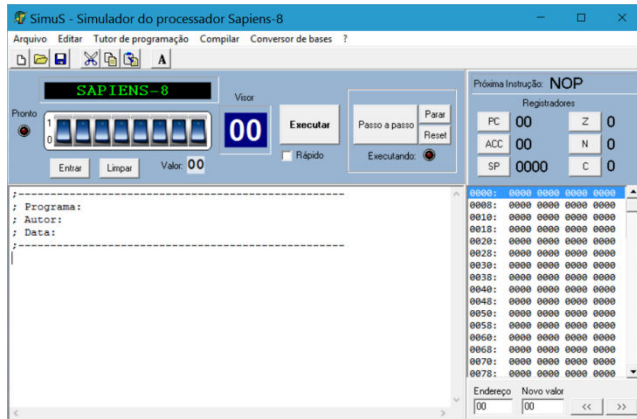 SimuS - Simulador do processador Sapiens-8
Arquivo Editar Tutor de programação Compilar Conversor de bases ?
A
SAPIENS-8
Visor
Pronto
1
0
00
Executar
Rápido
Passo a passo
Parar
Reset
Executando:
Entrar
Limpar
Valor: 00
Próxima Instrução: NOP
Registradores
PC 00 Z 0
ACC 00 N 0
SP 0000 C 0
;---------------------------------------------------
; Programa:
; Autor:
; Data:
;---------------------------------------------------
0000: 0000 0000 0000 0000
0008: 0000 0000 0000 0000
0010: 0000 0000 0000 0000
0018: 0000 0000 0000 0000
0020: 0000 0000 0000 0000
0028: 0000 0000 0000 0000
0030: 0000 0000 0000 0000
0038: 0000 0000 0000 0000
0040: 0000 0000 0000 0000
0048: 0000 0000 0000 0000
0050: 0000 0000 0000 0000
0058: 0000 0000 0000 0000
0060: 0000 0000 0000 0000
0068: 0000 0000 0000 0000
0070: 0000 0000 0000 0000
0078: 0000 0000 0000 0000
Endereço Novo valor
00 00 << >>